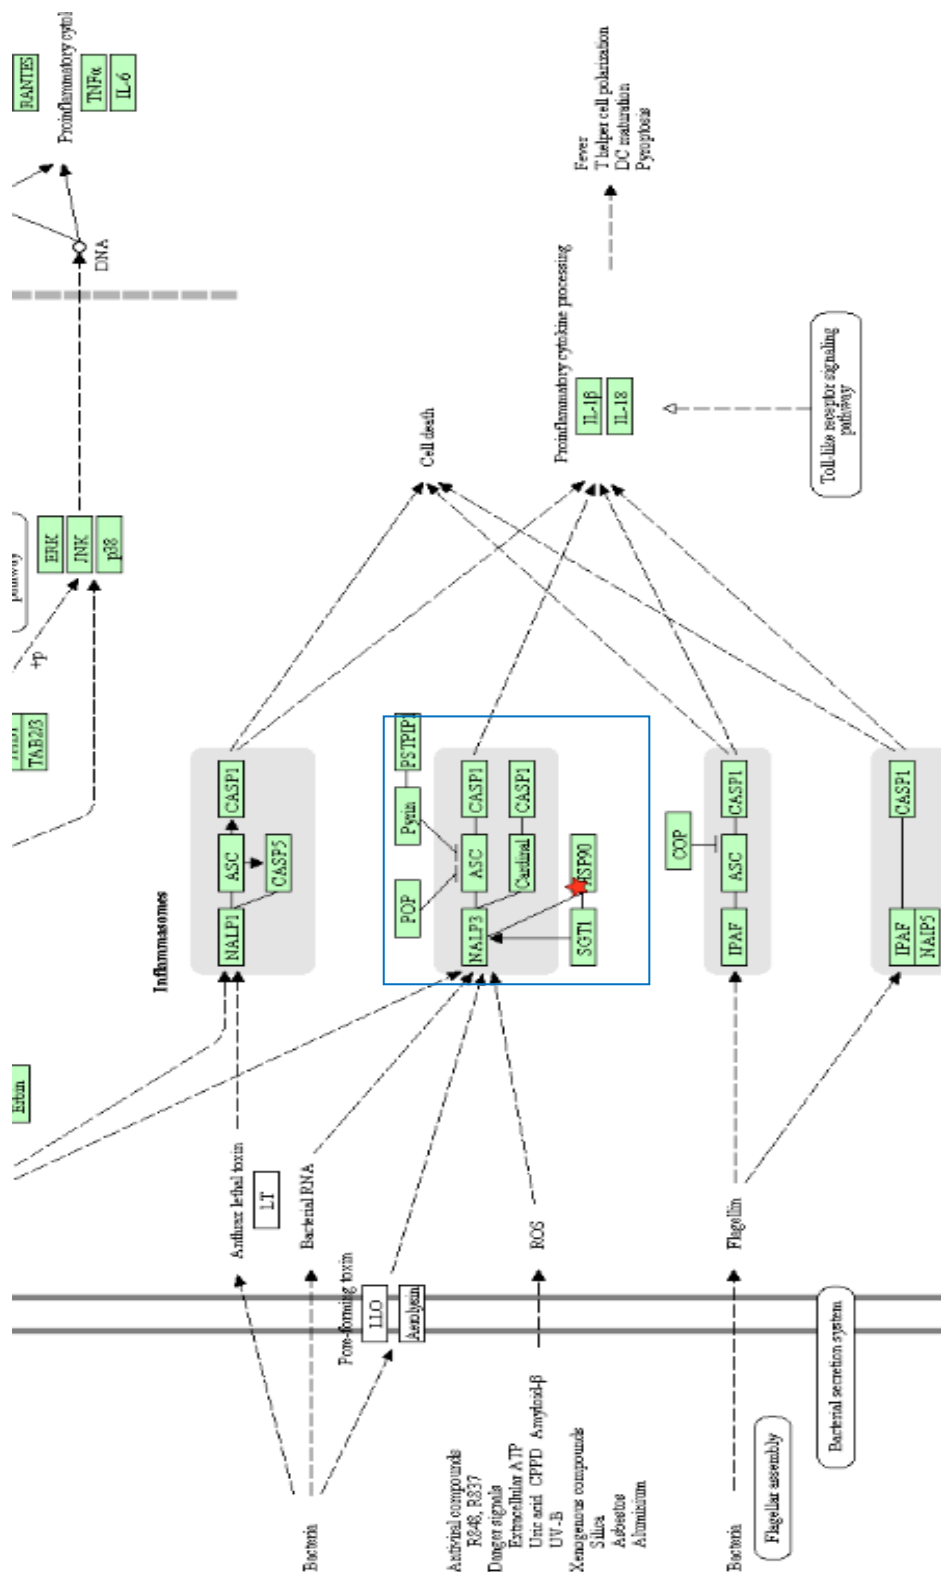 Erbin
TAB2/3
RANTES
+p
ERK
JNK
p38
DNA
Proinflammatory cytol
TNFα
IL-6
Inflammasomes
Bacteria
Anthrax lethal toxin
LT
Bacterial RNA
Pore-forming toxin
LLO
Aerolysin
NALP1
ASC
CASP1
CASP5
Cell death
POP
Pyrin
PSTPIP1
NALP3
ASC
CASP1
Cardinal
CASP1
SGT1
HSP90
Antiviral compounds
R848, R837
Danger signals
Extracellular ATP
Uric acid CPPD Amyloid-β
UV-B
Xenogenous compounds
Silica
Asbestos
Aluminium
ROS
Proinflammatory cytokine processing
IL-1β
IL-18
Fever
T helper cell polarization
DC maturation
Pyroptosis
COP
IPAF
ASC
CASP1
Bacteria
Flagellin
Flagellar assembly
Bacterial secretion system
Toll-like receptor signaling
pathway
IPAF
NAIP5
CASP1